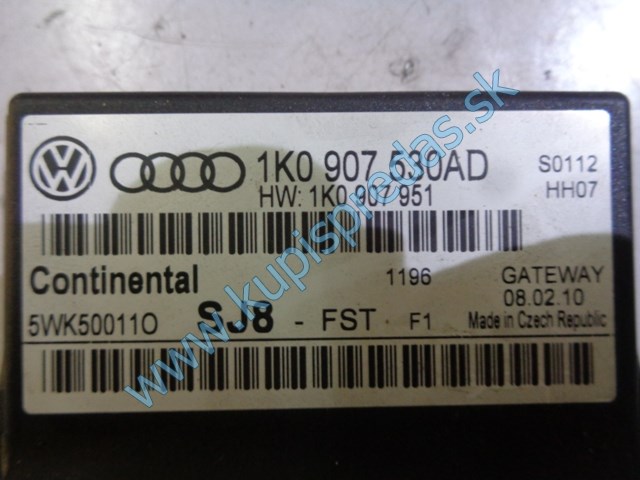 1K0 907 530AD S0112
HW: 1K0 907 951 HH07
Continental 1196 GATEWAY
08.02.10
5WK50011O SJ8 - FST F1 Made in Czech Republic
www.kupispredas.sk